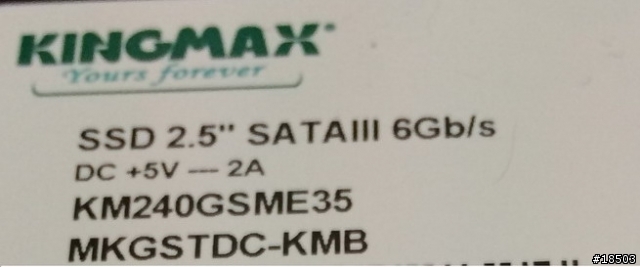 KINGMAX
Yours forever
SSD 2.5" SATAIII 6Gb/s
DC +5V --- 2A
KM240GSME35
MKGSTDC-KMB
#18503